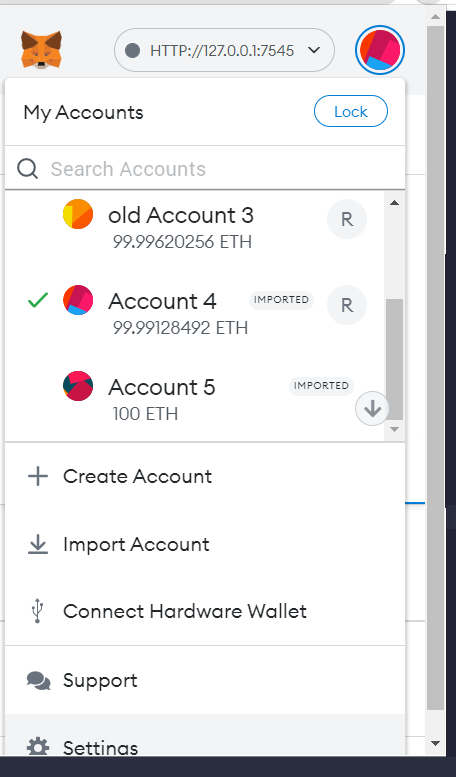 HTTP://127.0.0.1:7545
My Accounts
Lock
Search Accounts
old Account 3
R
99.99620256 ETH
Account 4
IMPORTED
R
99.99128492 ETH
Account 5
IMPORTED
100 ETH
Create Account
Import Account
Connect Hardware Wallet
Support
Settings